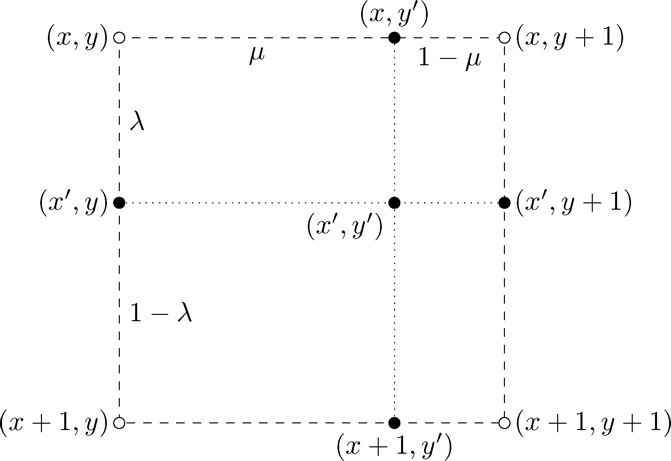 (x, y′)
(x, y)
(x, y + 1)
μ
1 − μ
λ
(x′, y)
(x′, y + 1)
(x′, y′)
1 − λ
(x + 1, y)
(x + 1, y + 1)
(x + 1, y′)